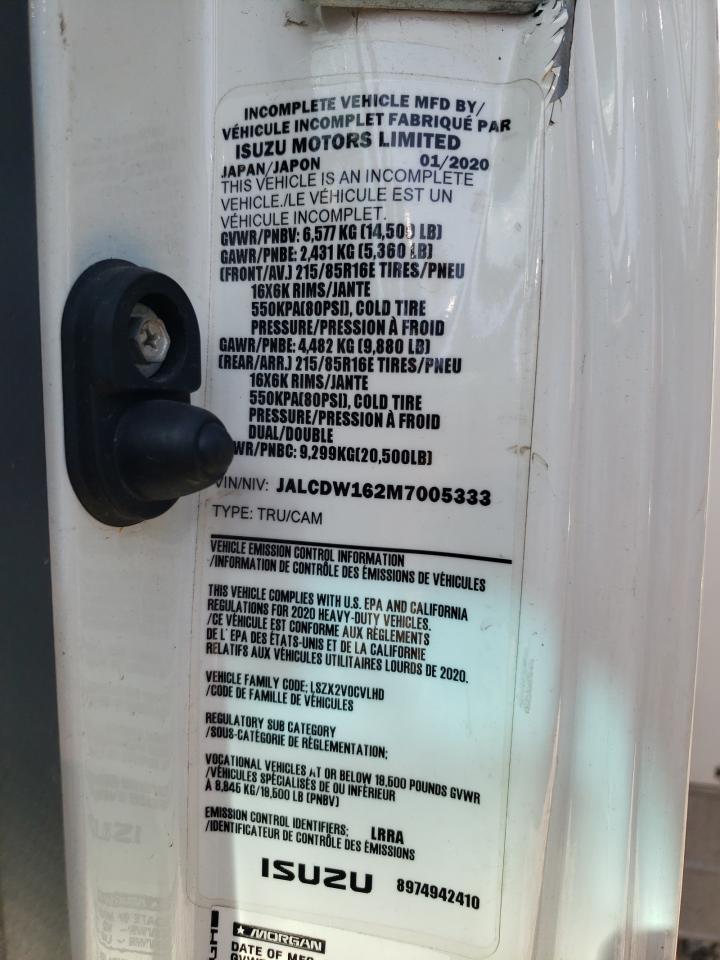 INCOMPLETE VEHICLE MFD BY/
VÉHICULE INCOMPLET FABRIQUÉ PAR
ISUZU MOTORS LIMITED
JAPAN/JAPON 01/2020
THIS VEHICLE IS AN INCOMPLETE
VEHICLE./LE VÉHICULE EST UN
VÉHICULE INCOMPLET.
GVWR/PNBV: 6,577 KG (14,500 LB)
GAWR/PNBE: 2,431 KG (5,360 LB)
(FRONT/AV.) 215/85R16E TIRES/PNEU
16X6K RIMS/JANTE
550KPA(80PSI), COLD TIRE
PRESSURE/PRESSION À FROID
GAWR/PNBE: 4,482 KG (9,880 LB)
(REAR/ARR.) 215/85R16E TIRES/PNEU
16X6K RIMS/JANTE
550KPA(80PSI), COLD TIRE
PRESSURE/PRESSION À FROID
DUAL/DOUBLE
WR/PNBC: 9,299KG(20,500LB)
VIN/NIV: JALCDW162M7005333
TYPE: TRU/CAM
VEHICLE EMISSION CONTROL INFORMATION
/INFORMATION DE CONTRÔLE DES ÉMISSIONS DE VÉHICULES
THIS VEHICLE COMPLIES WITH U.S. EPA AND CALIFORNIA
REGULATIONS FOR 2020 HEAVY-DUTY VEHICLES.
/CE VÉHICULE EST CONFORME AUX RÈGLEMENTS
DE L'EPA DES ÉTATS-UNIS ET DE LA CALIFORNIE
RELATIFS AUX VÉHICULES UTILITAIRES LOURDS DE 2020.
VEHICLE FAMILY CODE; LSZX2VOCVLHD
/CODE DE FAMILLE DE VÉHICULES
REGULATORY SUB CATEGORY
/SOUS-CATÉGORIE DE RÈGLEMENTATION;
VOCATIONAL VEHICLES AT OR BELOW 19,500 POUNDS GVWR
/VÉHICULES SPÉCIALISÉS DE OU INFÉRIEUR
À 8,845 KG/19,500 LB (PNBV)
EMISSION CONTROL IDENTIFIERS; LRRA
/IDENTIFICATEUR DE CONTRÔLE DES ÉMISSIONS
ISUZU 8974942410
MORGAN
DATE OF MFG